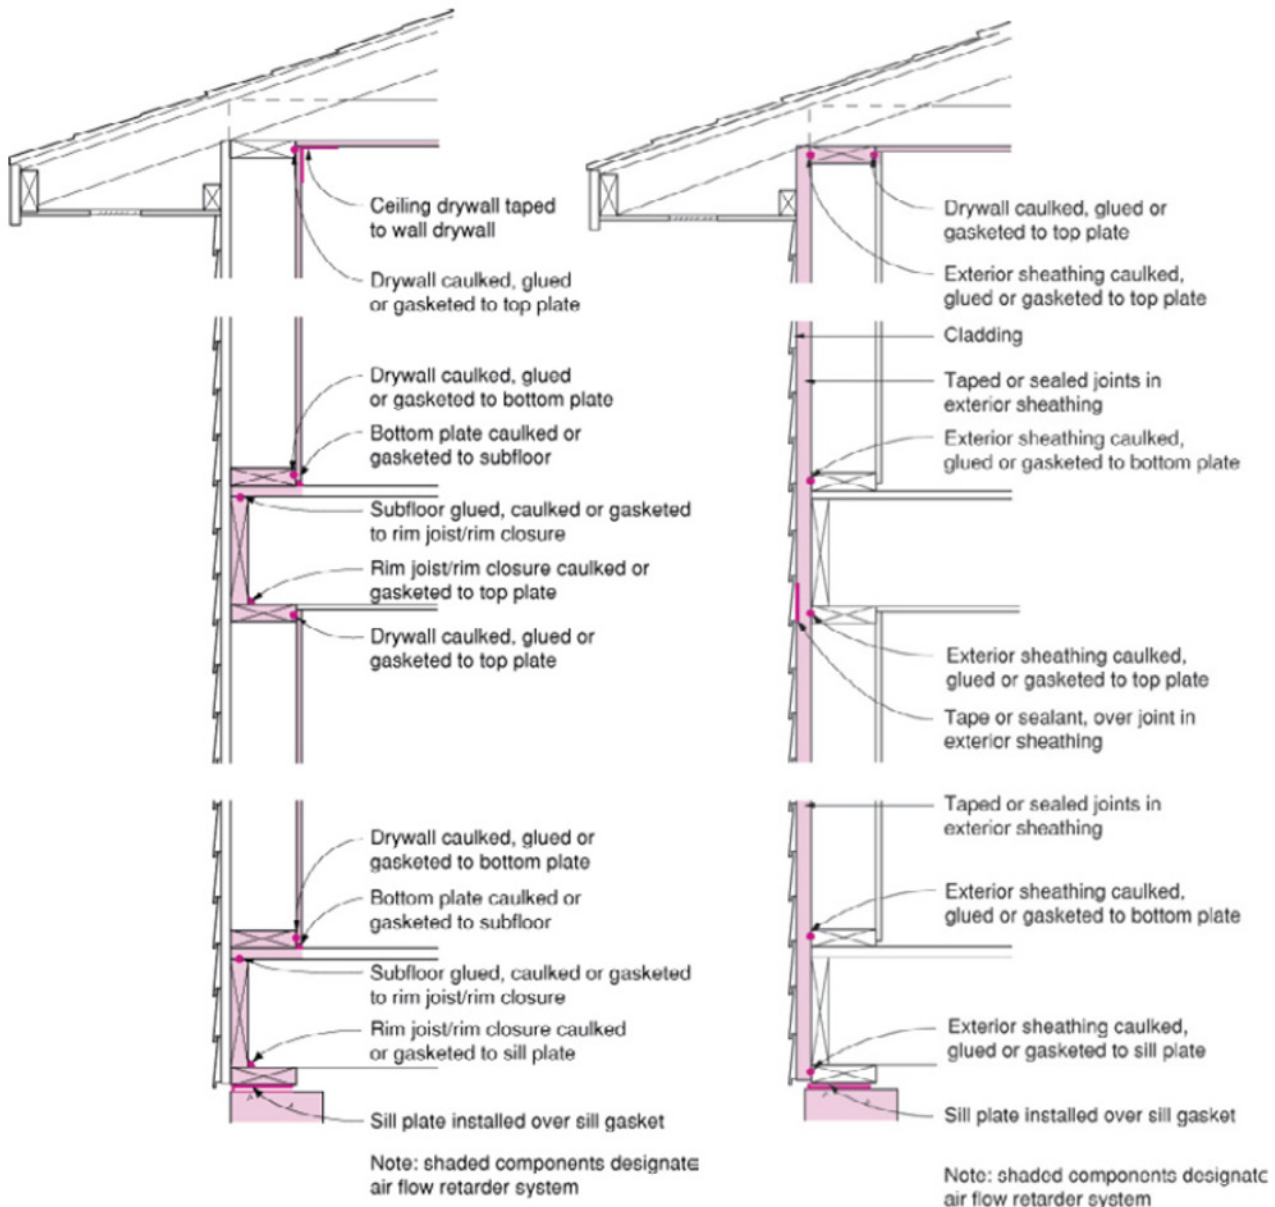 Ceiling drywall taped
to wall drywall
Drywall caulked, glued
or gasketed to top plate
Drywall caulked, glued
or gasketed to bottom plate
Bottom plate caulked or
gasketed to subfloor
Subfloor glued, caulked or gasketed
to rim joist/rim closure
Rim joist/rim closure caulked or
gasketed to top plate
Drywall caulked, glued or
gasketed to top plate
Drywall caulked, glued or
gasketed to bottom plate
Bottom plate caulked or
gasketed to subfloor
Subfloor glued, caulked or gasketed
to rim joist/rim closure
Rim joist/rim closure caulked
or gasketed to sill plate
Sill plate installed over sill gasket
Note: shaded components designate
air flow retarder system
Drywall caulked, glued or
gasketed to top plate
Exterior sheathing caulked,
glued or gasketed to top plate
Cladding
Taped or sealed joints in
exterior sheathing
Exterior sheathing caulked,
glued or gasketed to bottom plate
Exterior sheathing caulked,
glued or gasketed to top plate
Tape or sealant, over joint in
exterior sheathing
Taped or sealed joints in
exterior sheathing
Exterior sheathing caulked,
glued or gasketed to bottom plate
Exterior sheathing caulked,
glued or gasketed to sill plate
Sill plate installed over sill gasket
Note: shaded components designate
air flow retarder system